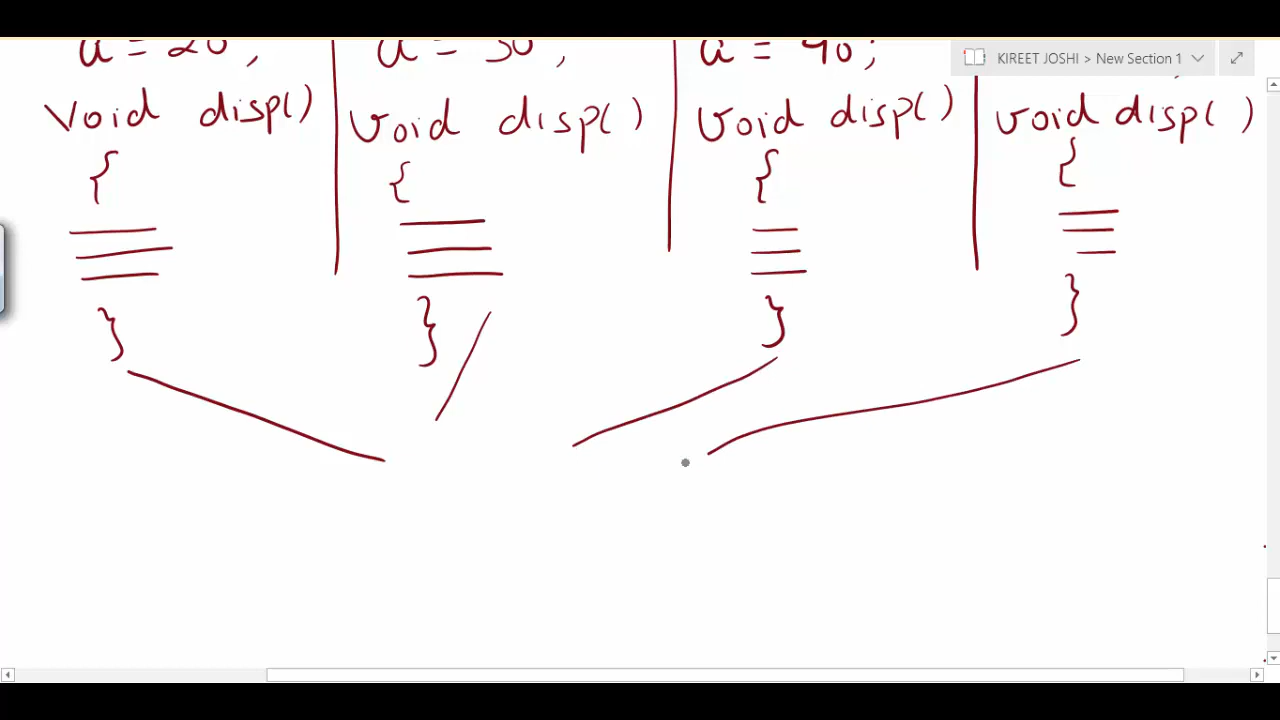 a = 20; a = 30; a = 40;
KIREET JOSHI > New Section 1
void disp() void disp() void disp() void disp()
{ { { {
} } } }